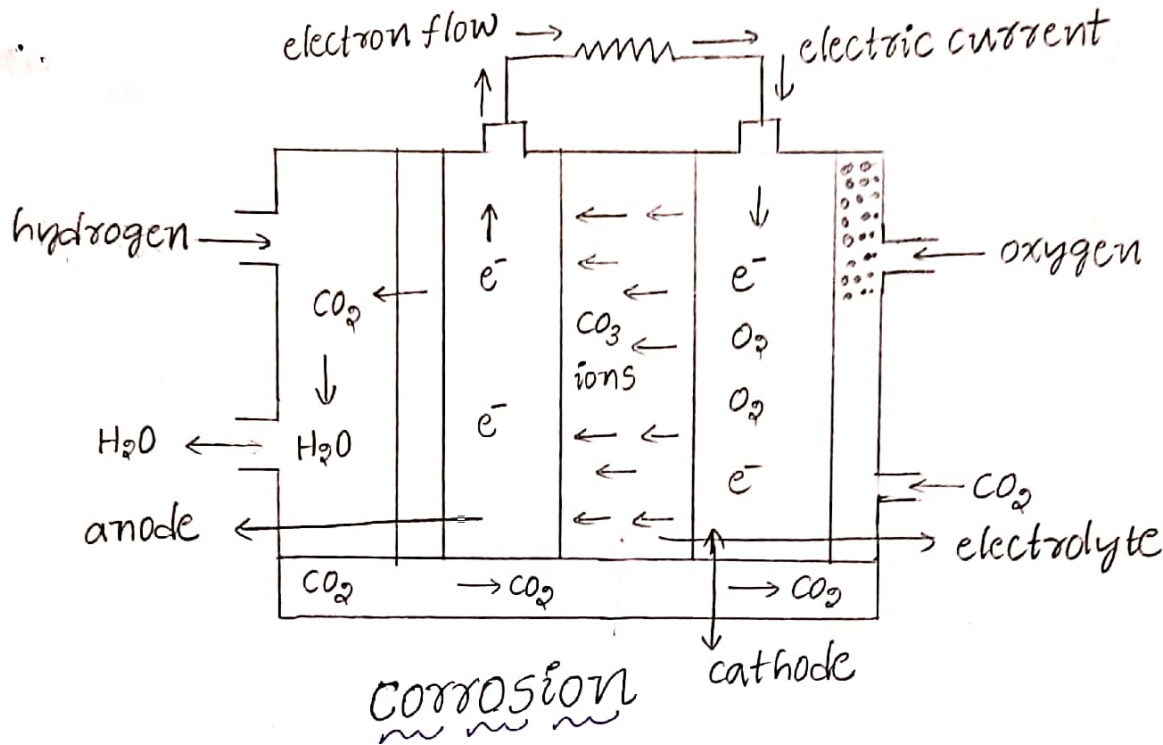 electron flow → → electric current
hydrogen → ← oxygen
CO₂ ← e⁻ e⁻
CO₃ O₂
ions
e⁻ O₂
H₂O ← H₂O
e⁻ ← CO₂
anode electrolyte
CO₂ → CO₂ → CO₂
cathode
corrosion